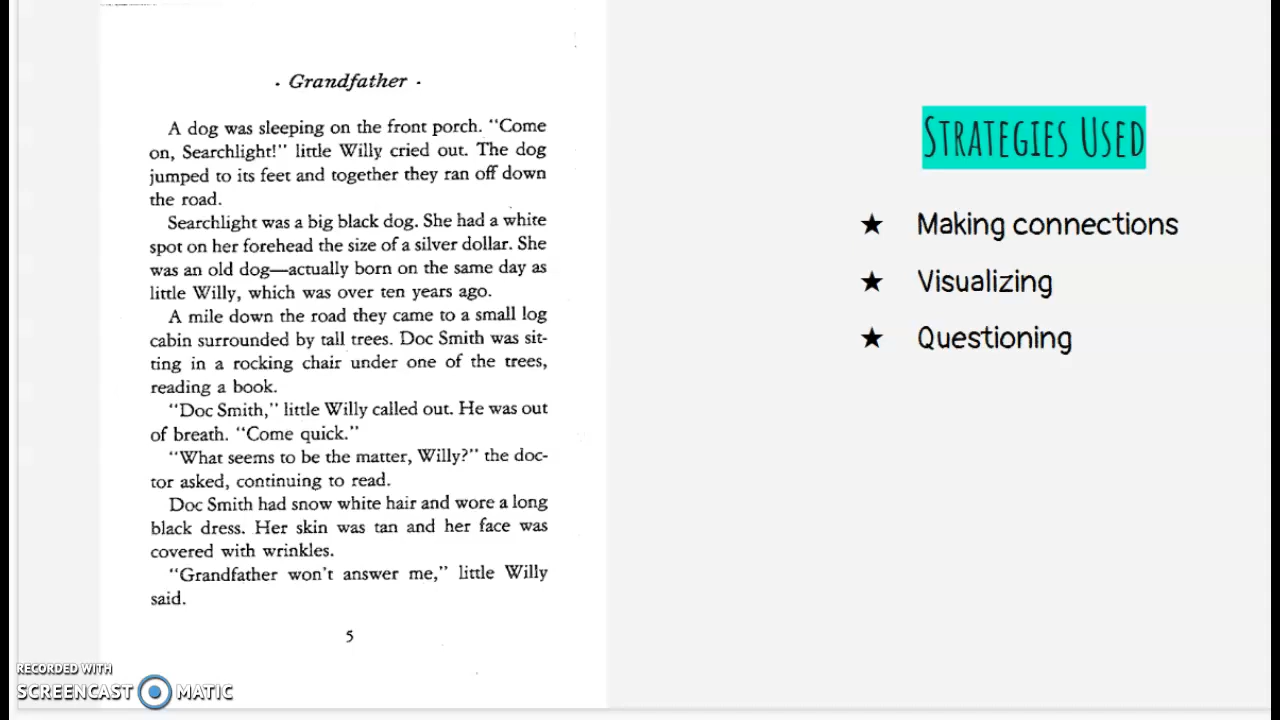 · Grandfather ·
A dog was sleeping on the front porch. "Come
on, Searchlight!" little Willy cried out. The dog
jumped to its feet and together they ran off down
the road.
Searchlight was a big black dog. She had a white
spot on her forehead the size of a silver dollar. She
was an old dog—actually born on the same day as
little Willy, which was over ten years ago.
A mile down the road they came to a small log
cabin surrounded by tall trees. Doc Smith was sit-
ting in a rocking chair under one of the trees,
reading a book.
"Doc Smith," little Willy called out. He was out
of breath. "Come quick."
"What seems to be the matter, Willy?" the doc-
tor asked, continuing to read.
Doc Smith had snow white hair and wore a long
black dress. Her skin was tan and her face was
covered with wrinkles.
"Grandfather won't answer me," little Willy
said.
5
STRATEGIES USED
★ Making connections
★ Visualizing
★ Questioning
RECORDED WITH
SCREENCAST MATIC